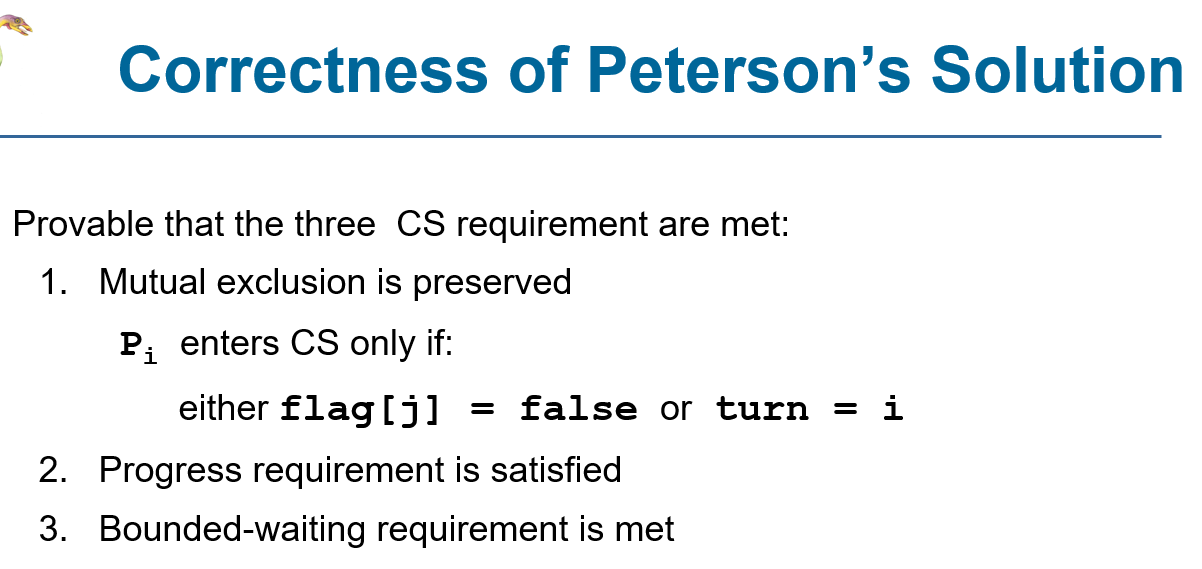 Correctness of Peterson’s Solution
Provable that the three  CS requirement are met:
1. Mutual exclusion is preserved
Pi enters CS only if:
either flag[j] = false or turn = i
2. Progress requirement is satisfied
3. Bounded-waiting requirement is met